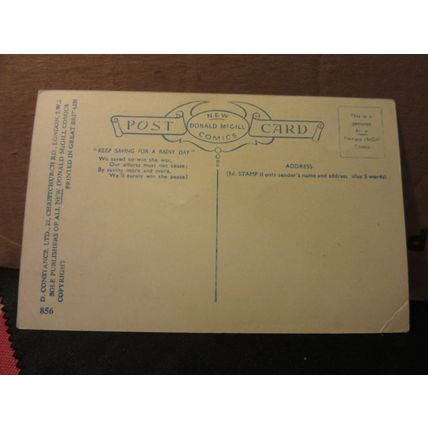 POST
NEW
DONALD McGILL
COMICS
CARD
This is a
genuine
Donald McGill
Comic
"KEEP SAVING FOR A RAINY DAY"
We saved to win the war,
Our efforts must not cease;
By saving more and more,
We'll surely win the peace!
ADDRESS
(1d. STAMP if only sender's name and address plus 5 words)
D. CONSTANCE, LTD., 22, CHRISTCHURCH RD., LONDON, S.W.2
SOLE PUBLISHERS OF ALL NEW DONALD McGILL COMICS
COPYRIGHT PRINTED IN GREAT BRITAIN
856